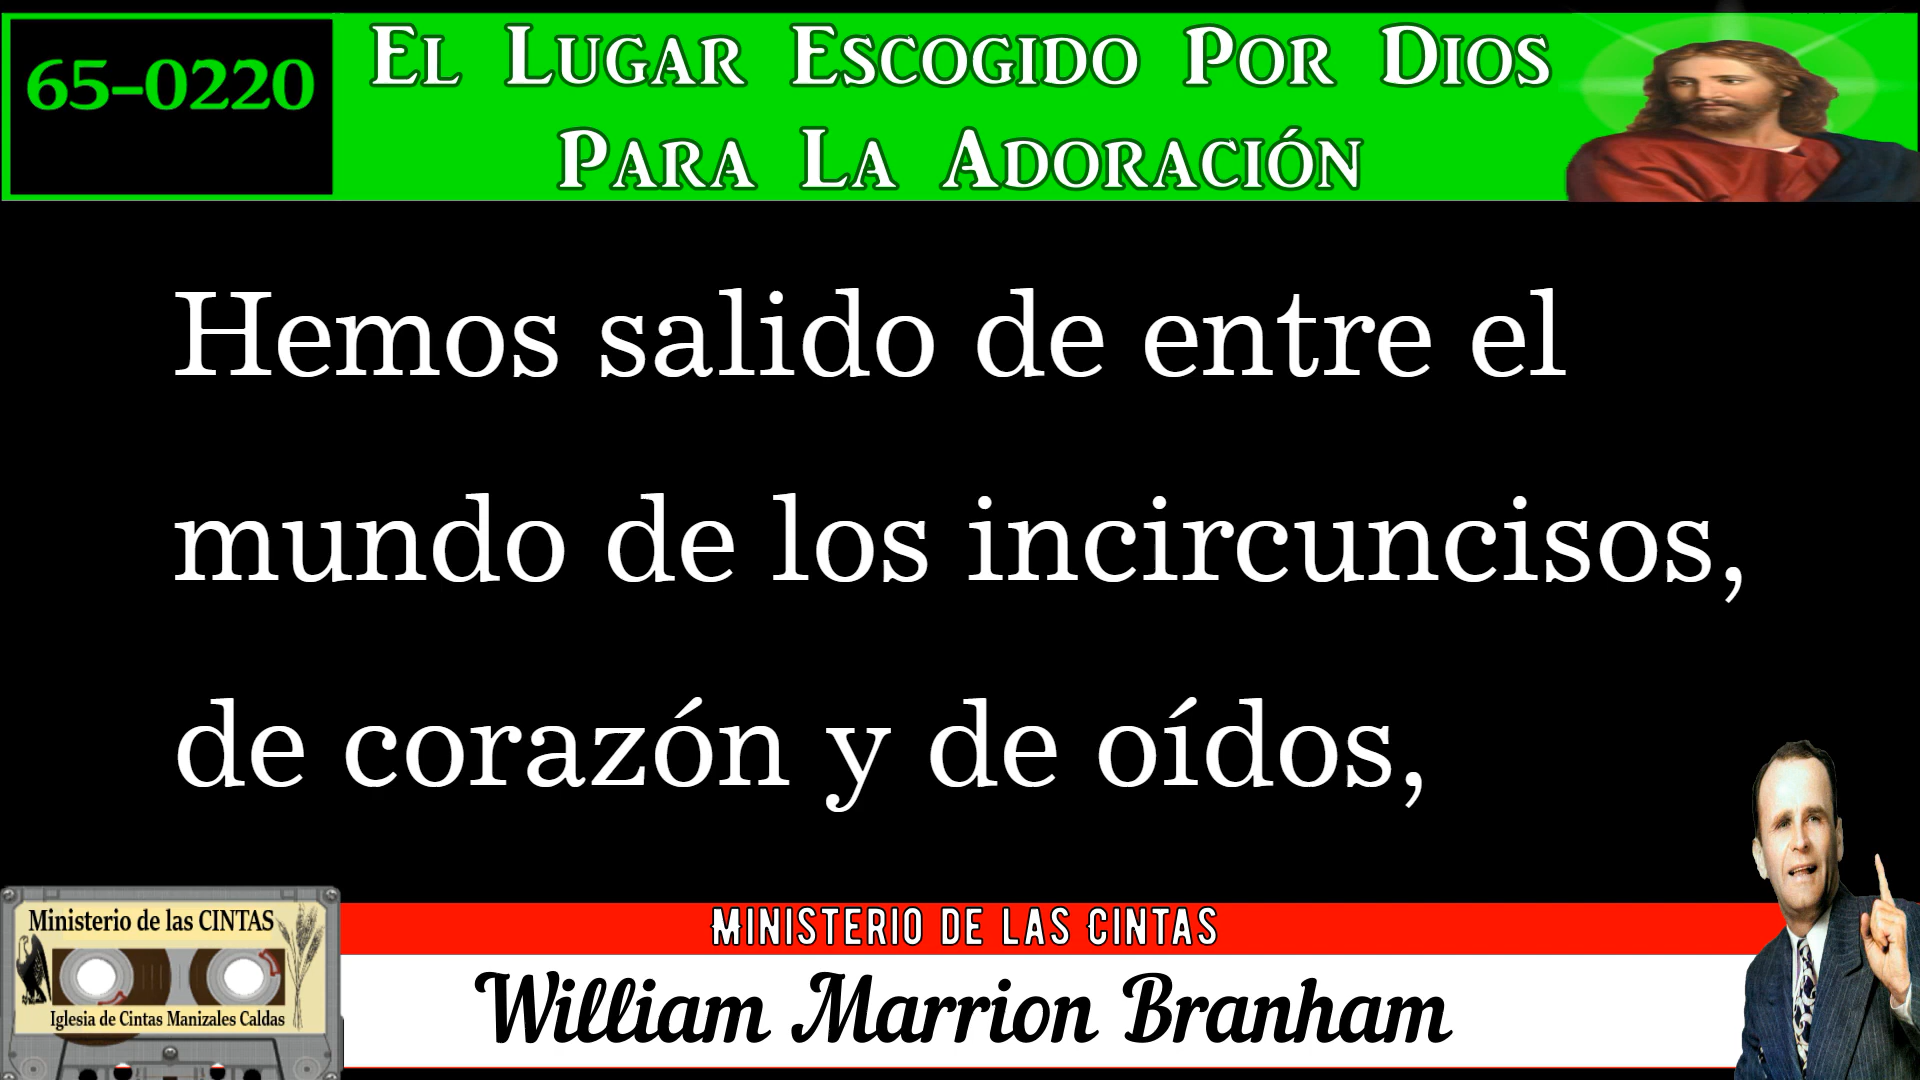 65-0220
El Lugar Escogido Por Dios
Para La Adoración
Hemos salido de entre el
mundo de los incircuncisos,
de corazón y de oídos,
Ministerio de las CINTAS
Iglesia de Cintas Manizales Caldas
MINISTERIO DE LAS CINTAS
William Marrion Branham